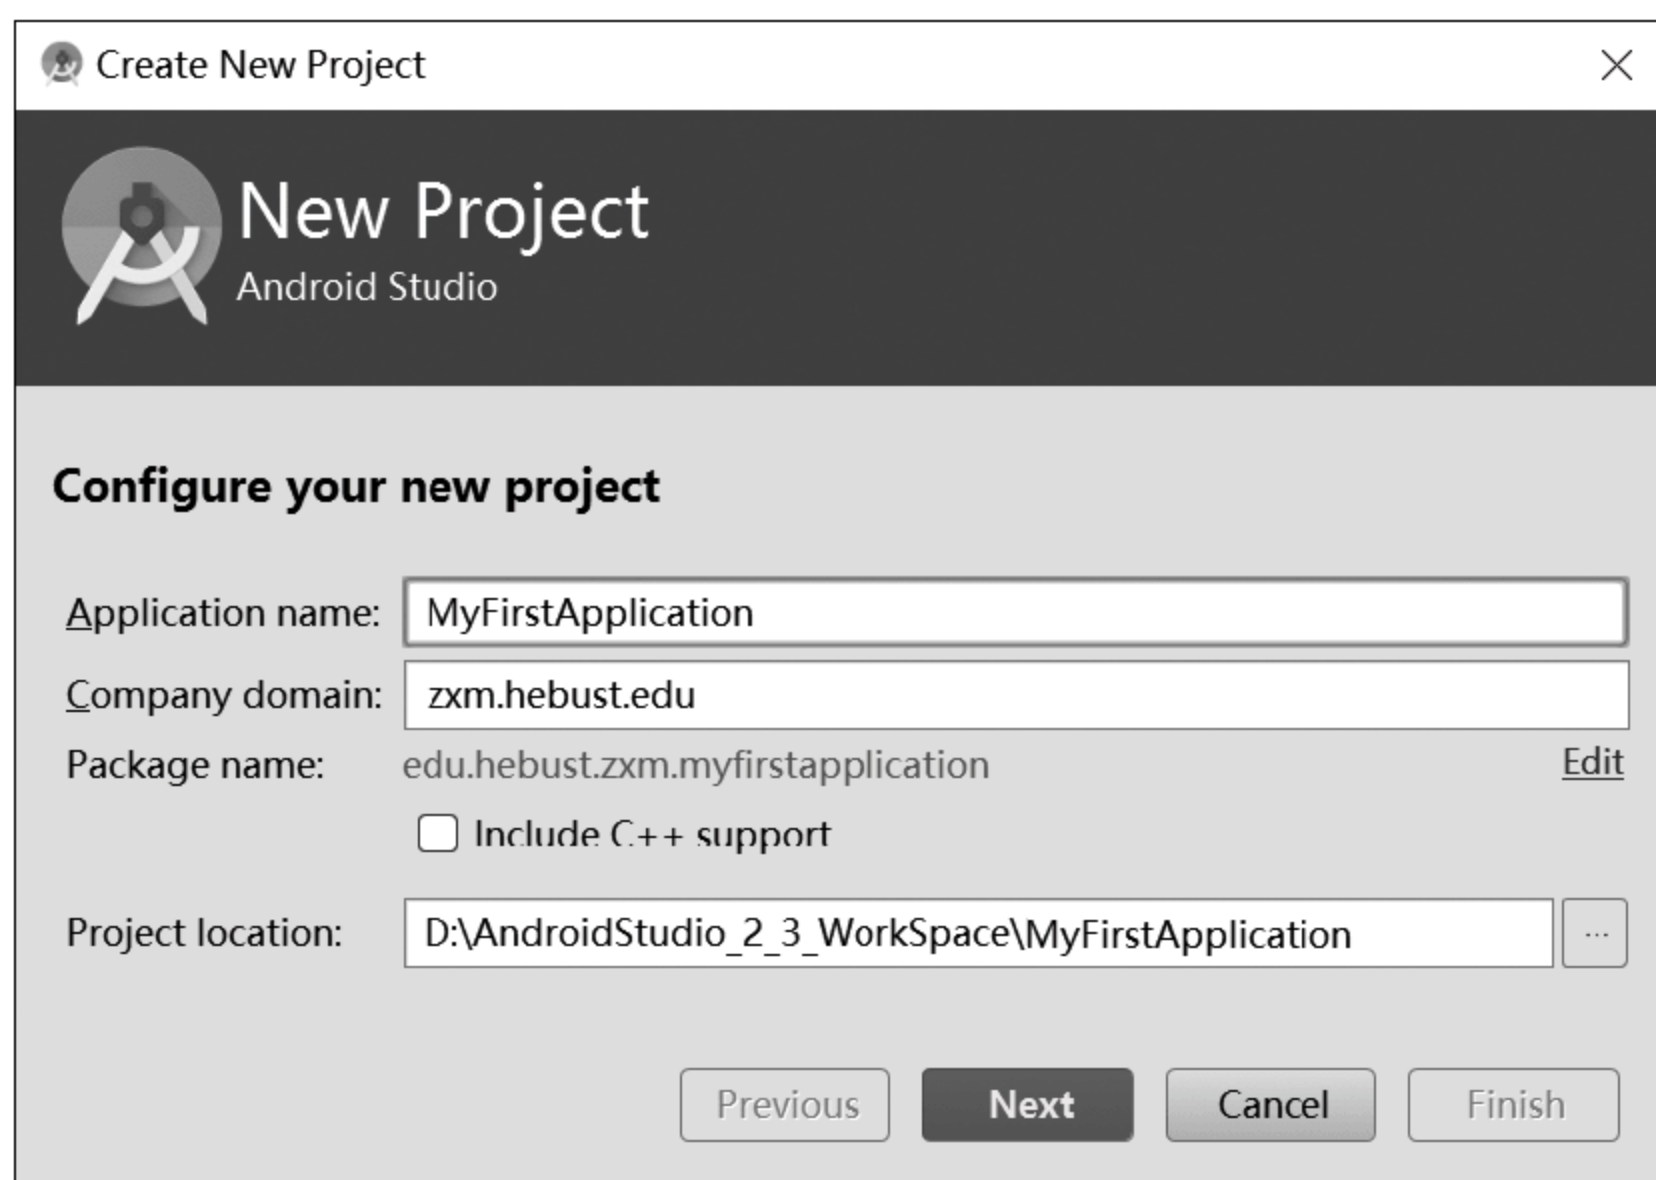 Create New Project
New Project
Android Studio
Configure your new project
Application name: MyFirstApplication
Company domain: zxm.hebust.edu
Package name: edu.hebust.zxm.myfirstapplication Edit
Include C++ support
Project location: D:\AndroidStudio_2_3_WorkSpace\MyFirstApplication ...
Previous Next Cancel Finish